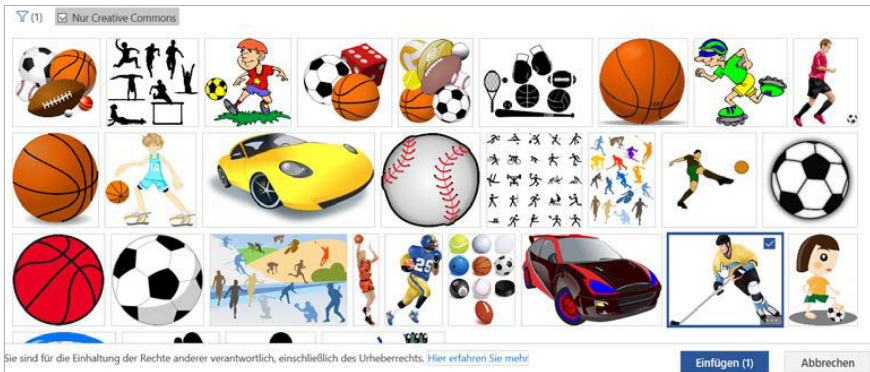 (1) Nur Creative Commons
Sie sind für die Einhaltung der Rechte anderer verantwortlich, einschließlich des Urheberrechts. Hier erfahren Sie mehr
Einfügen (1) Abbrechen